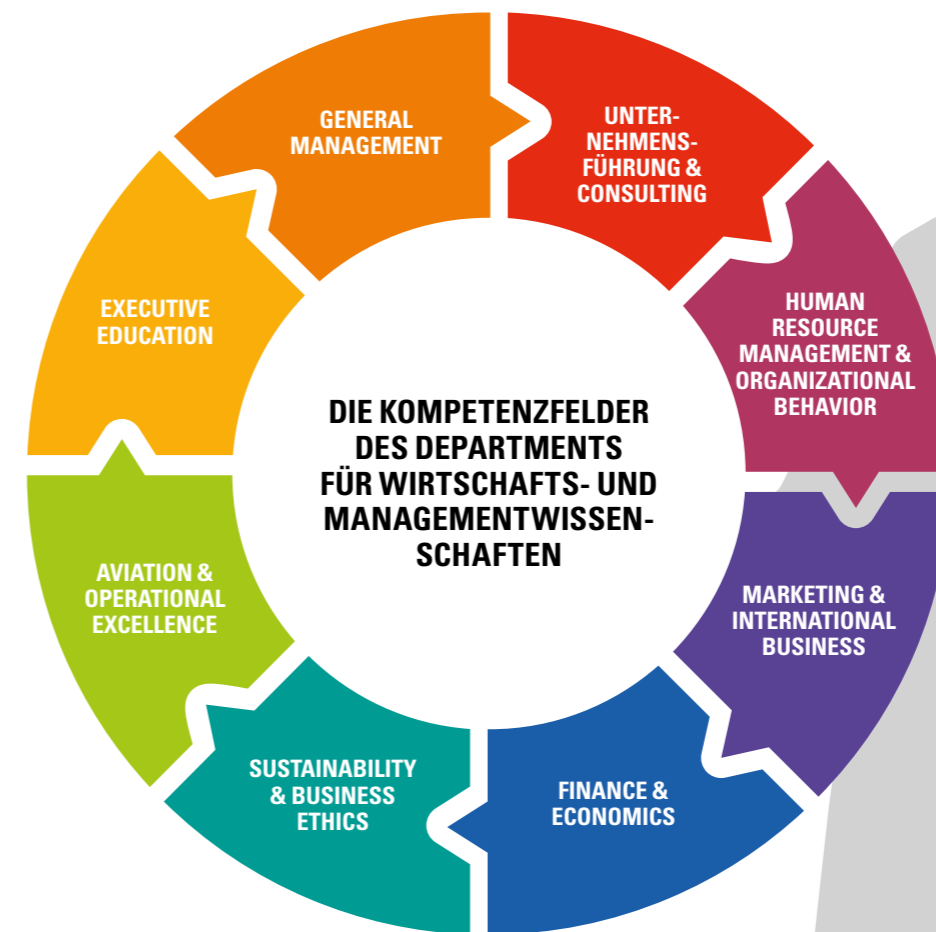 GENERAL
MANAGEMENT
UNTER-
NEHMENS-
FÜHRUNG &
CONSULTING
HUMAN
RESOURCE
MANAGEMENT &
ORGANIZATIONAL
BEHAVIOR
MARKETING &
INTERNATIONAL
BUSINESS
FINANCE &
ECONOMICS
SUSTAINABILITY
& BUSINESS
ETHICS
AVIATION &
OPERATIONAL
EXCELLENCE
EXECUTIVE
EDUCATION
DIE KOMPETENZFELDER
DES DEPARTMENTS
FÜR WIRTSCHAFTS- UND
MANAGEMENTWISSEN-
SCHAFTEN